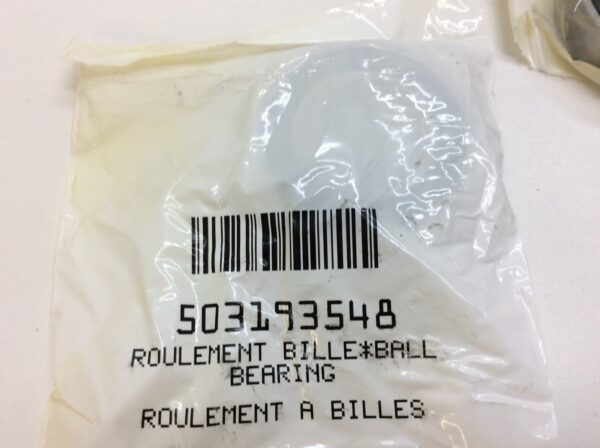 503193548
ROULEMENT BILLE*BALL
BEARING
ROULEMENT A BILLES